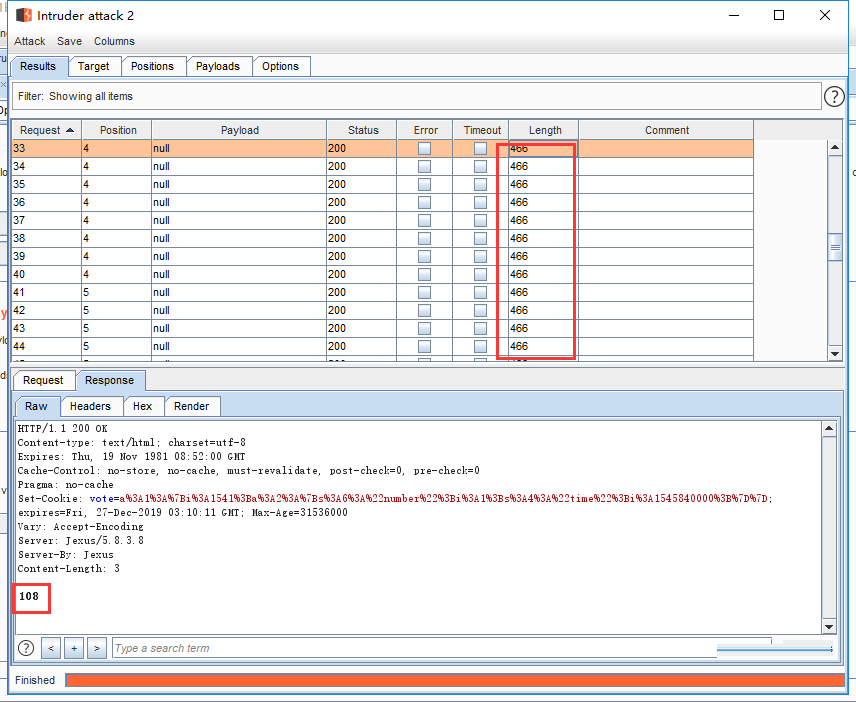 Intruder attack 2
Attack Save Columns
Results Target Positions Payloads Options
Filter: Showing all items ?
Request Position Payload Status Error Timeout Length Comment
33 4 null 200 466
34 4 null 200 466
35 4 null 200 466
36 4 null 200 466
37 4 null 200 466
38 4 null 200 466
39 4 null 200 466
40 4 null 200 466
41 5 null 200 466
42 5 null 200 466
43 5 null 200 466
44 5 null 200 466
Request Response
Raw Headers Hex Render
HTTP/1.1 200 OK
Content-type: text/html; charset=utf-8
Expires: Thu, 19 Nov 1981 08:52:00 GMT
Cache-Control: no-store, no-cache, must-revalidate, post-check=0, pre-check=0
Pragma: no-cache
Set-Cookie: vote=a%3A1%3A%7Bi%3A1541%3Ba%3A2%3A%7Bs%3A6%3A%22number%22%3Bi%3A1%3Bs%3A4%3A%22time%22%3Bi%3A1545840000%3B%7D%7D;
expires=Fri, 27-Dec-2019 03:10:11 GMT; Max-Age=31536000
Vary: Accept-Encoding
Server: Jexus/5.8.3.8
Server-By: Jexus
Content-Length: 3
108
? < + > Type a search term
Finished